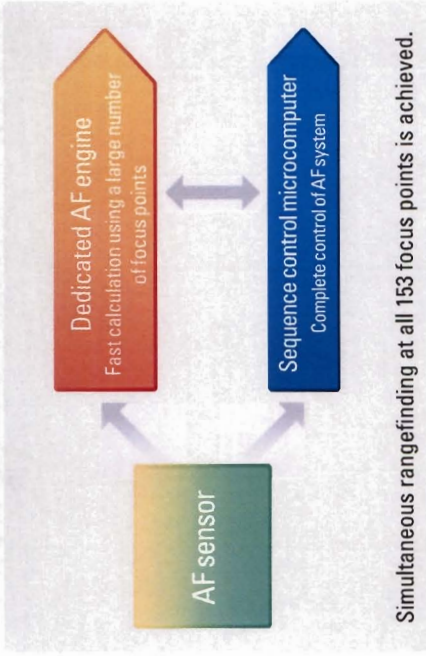 AF sensor
Dedicated AF engine
Fast calculation using a large number
of focus points
Sequence control microcomputer
Complete control of AF system
Simultaneous rangefinding at all 153 focus points is achieved.